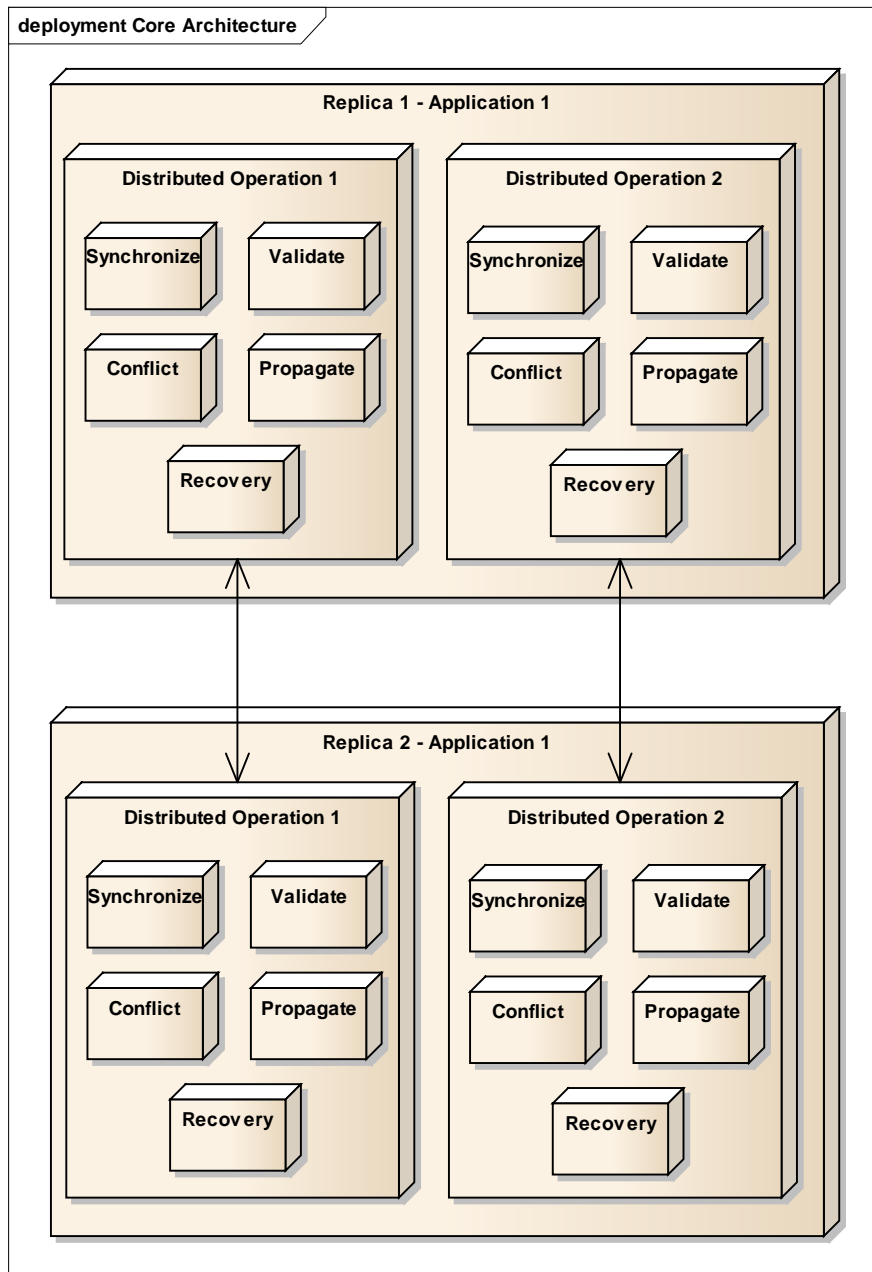 deployment Core Architecture
Replica 1 - Application 1
Distributed Operation 1
Synchronize
Validate
Conflict
Propagate
Recovery
Distributed Operation 2
Synchronize
Validate
Conflict
Propagate
Recovery
Replica 2 - Application 1
Distributed Operation 1
Synchronize
Validate
Conflict
Propagate
Recovery
Distributed Operation 2
Synchronize
Validate
Conflict
Propagate
Recovery